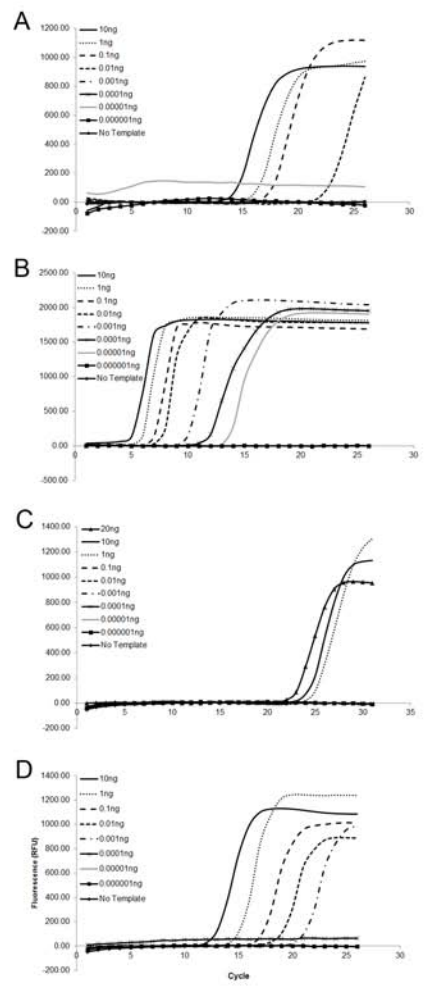 A
1200.00
1000.00
800.00
600.00
400.00
200.00
0.00
-200.00
0
5
10
15
20
25
30
10ng
1ng
0.1ng
0.01ng
0.001ng
0.0001ng
0.00001ng
0.000001ng
No Template
B
2500.00
2000.00
1500.00
1000.00
500.00
0.00
-500.00
0
5
10
15
20
25
30
10ng
1ng
0.1ng
0.01ng
0.001ng
0.0001ng
0.00001ng
0.000001ng
No Template
C
1400.00
1200.00
1000.00
800.00
600.00
400.00
200.00
0.00
-200.00
0
5
10
15
20
25
30
35
20ng
10ng
1ng
0.1ng
0.01ng
0.001ng
0.0001ng
0.00001ng
0.000001ng
No Template
D
Fluorescence (RFU)
1400.00
1200.00
1000.00
800.00
600.00
400.00
200.00
0.00
-200.00
0
5
10
15
20
25
30
10ng
1ng
0.1ng
0.01ng
0.001ng
0.0001ng
0.00001ng
0.000001ng
No Template
Cycle